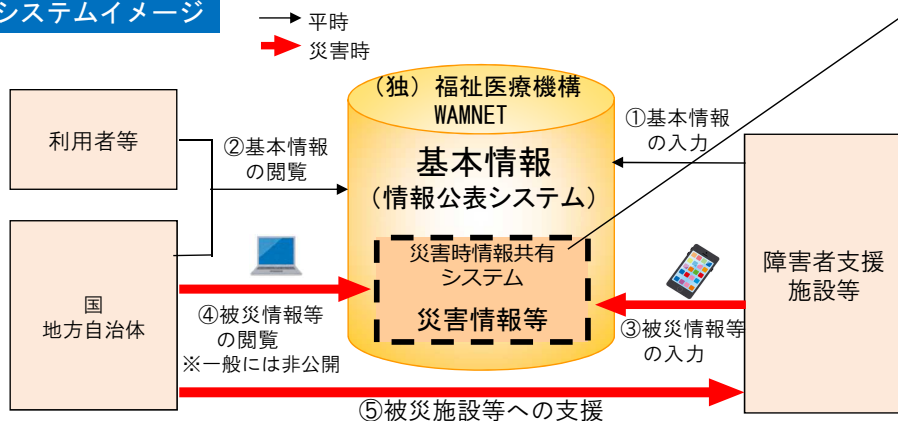 システムイメージ
平時
災害時
(独)福祉医療機構
WAMNET
基本情報
(情報公表システム)
災害時情報共有
システム
災害情報等
利用者等
国
地方自治体
②基本情報
の閲覧
①基本情報
の入力
障害者支援
施設等
④被災情報等
の閲覧
※一般には非公開
③被災情報等
の入力
⑤被災施設等への支援